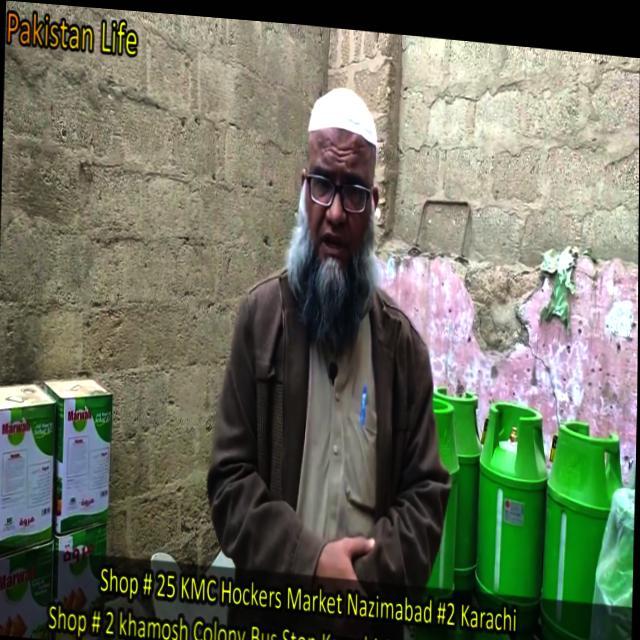 Pakistan Life
Marwah
Marwah
Shop # 25 KMC Hockers Market Nazimabad #2 Karachi
Shop # 2 khamosh Colony Bus Stop